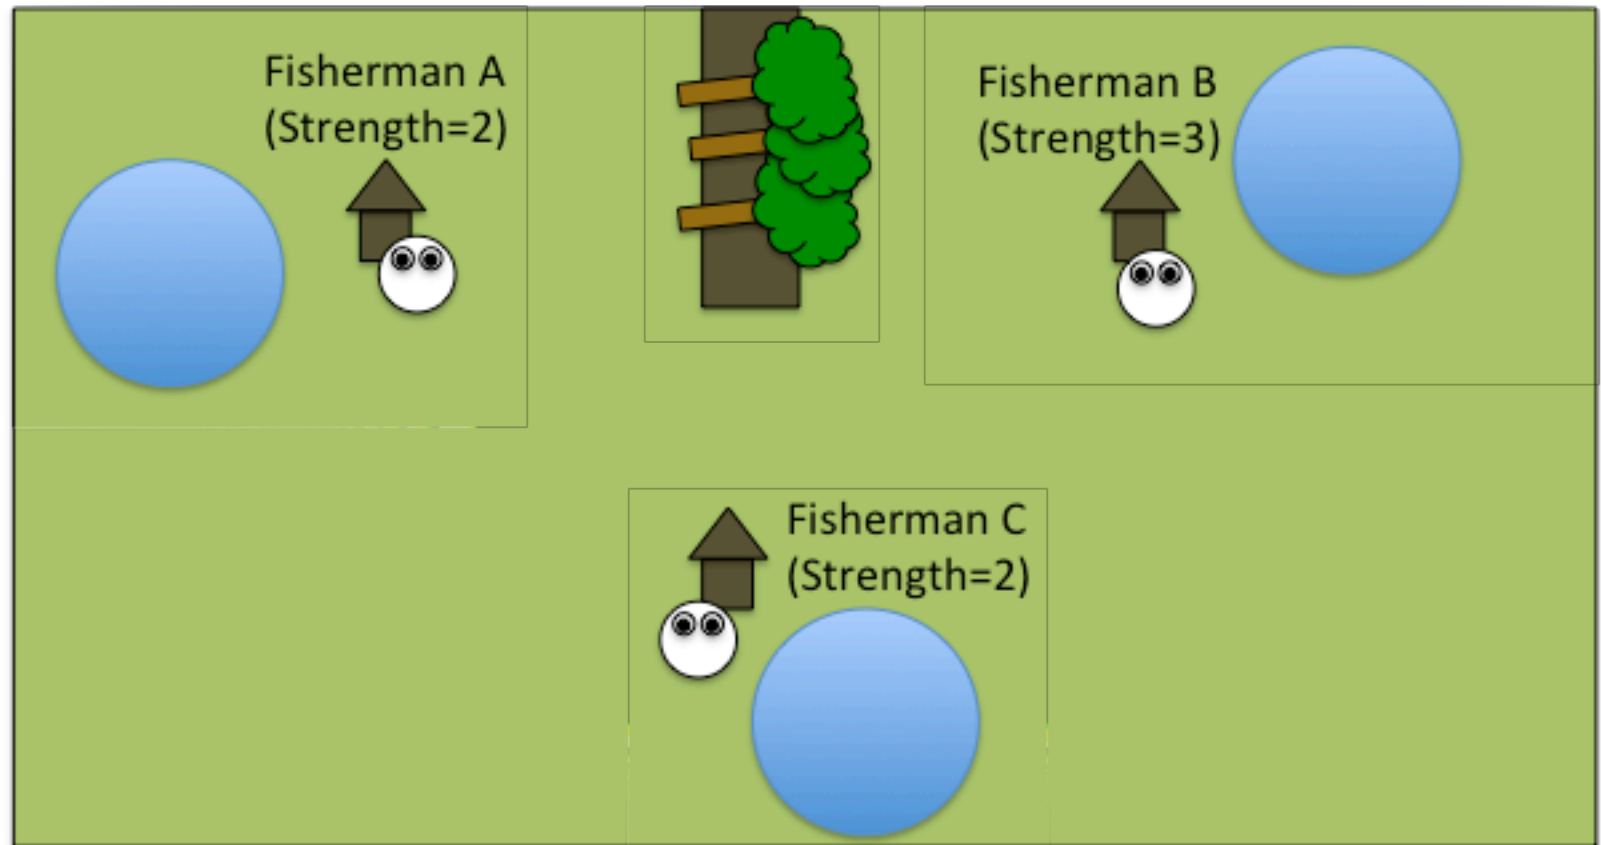 Fisherman A
(Strength=2)
Fisherman B
(Strength=3)
Fisherman C
(Strength=2)